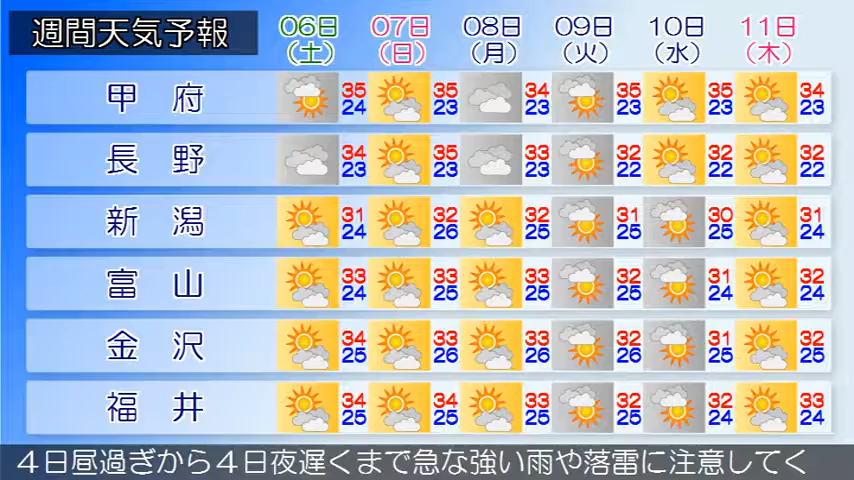 週間天気予報 06日 07日 08日 09日 10日 11日
（土） （日） （月） （火） （水） （木）
甲府 35 24 35 23 34 23 35 23 35 23 34 23
長野 34 23 35 23 33 23 32 22 32 22 32 22
新潟 31 24 32 26 32 25 31 25 30 25 31 24
富山 33 24 33 25 33 25 32 25 31 24 32 24
金沢 34 25 33 26 33 26 32 26 31 25 32 25
福井 34 25 34 25 33 25 32 25 32 24 33 24
４日昼過ぎから４日夜遅くまで急な強い雨や落雷に注意してく